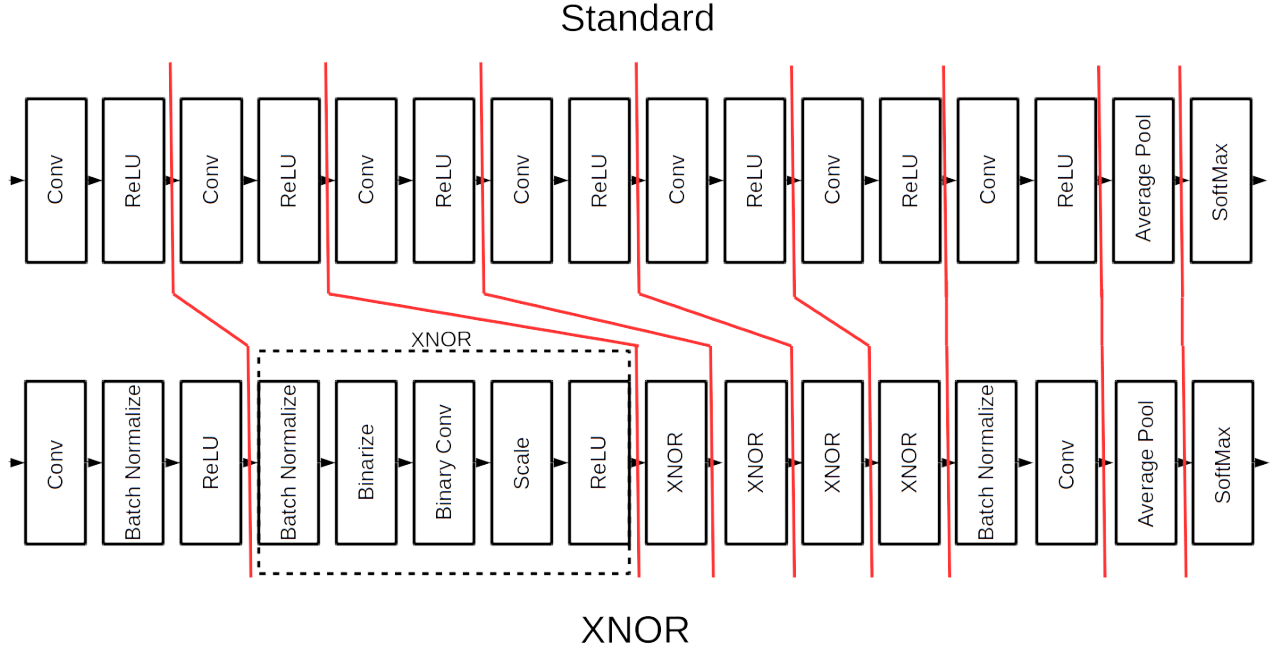 Standard
Conv
ReLU
Conv
ReLU
Conv
ReLU
Conv
ReLU
Conv
ReLU
Conv
ReLU
Conv
ReLU
Average Pool
SoftMax
XNOR
Conv
Batch Normalize
ReLU
Batch Normalize
Binarize
Binary Conv
Scale
ReLU
XNOR
XNOR
XNOR
XNOR
Batch Normalize
Conv
Average Pool
SoftMax
XNOR